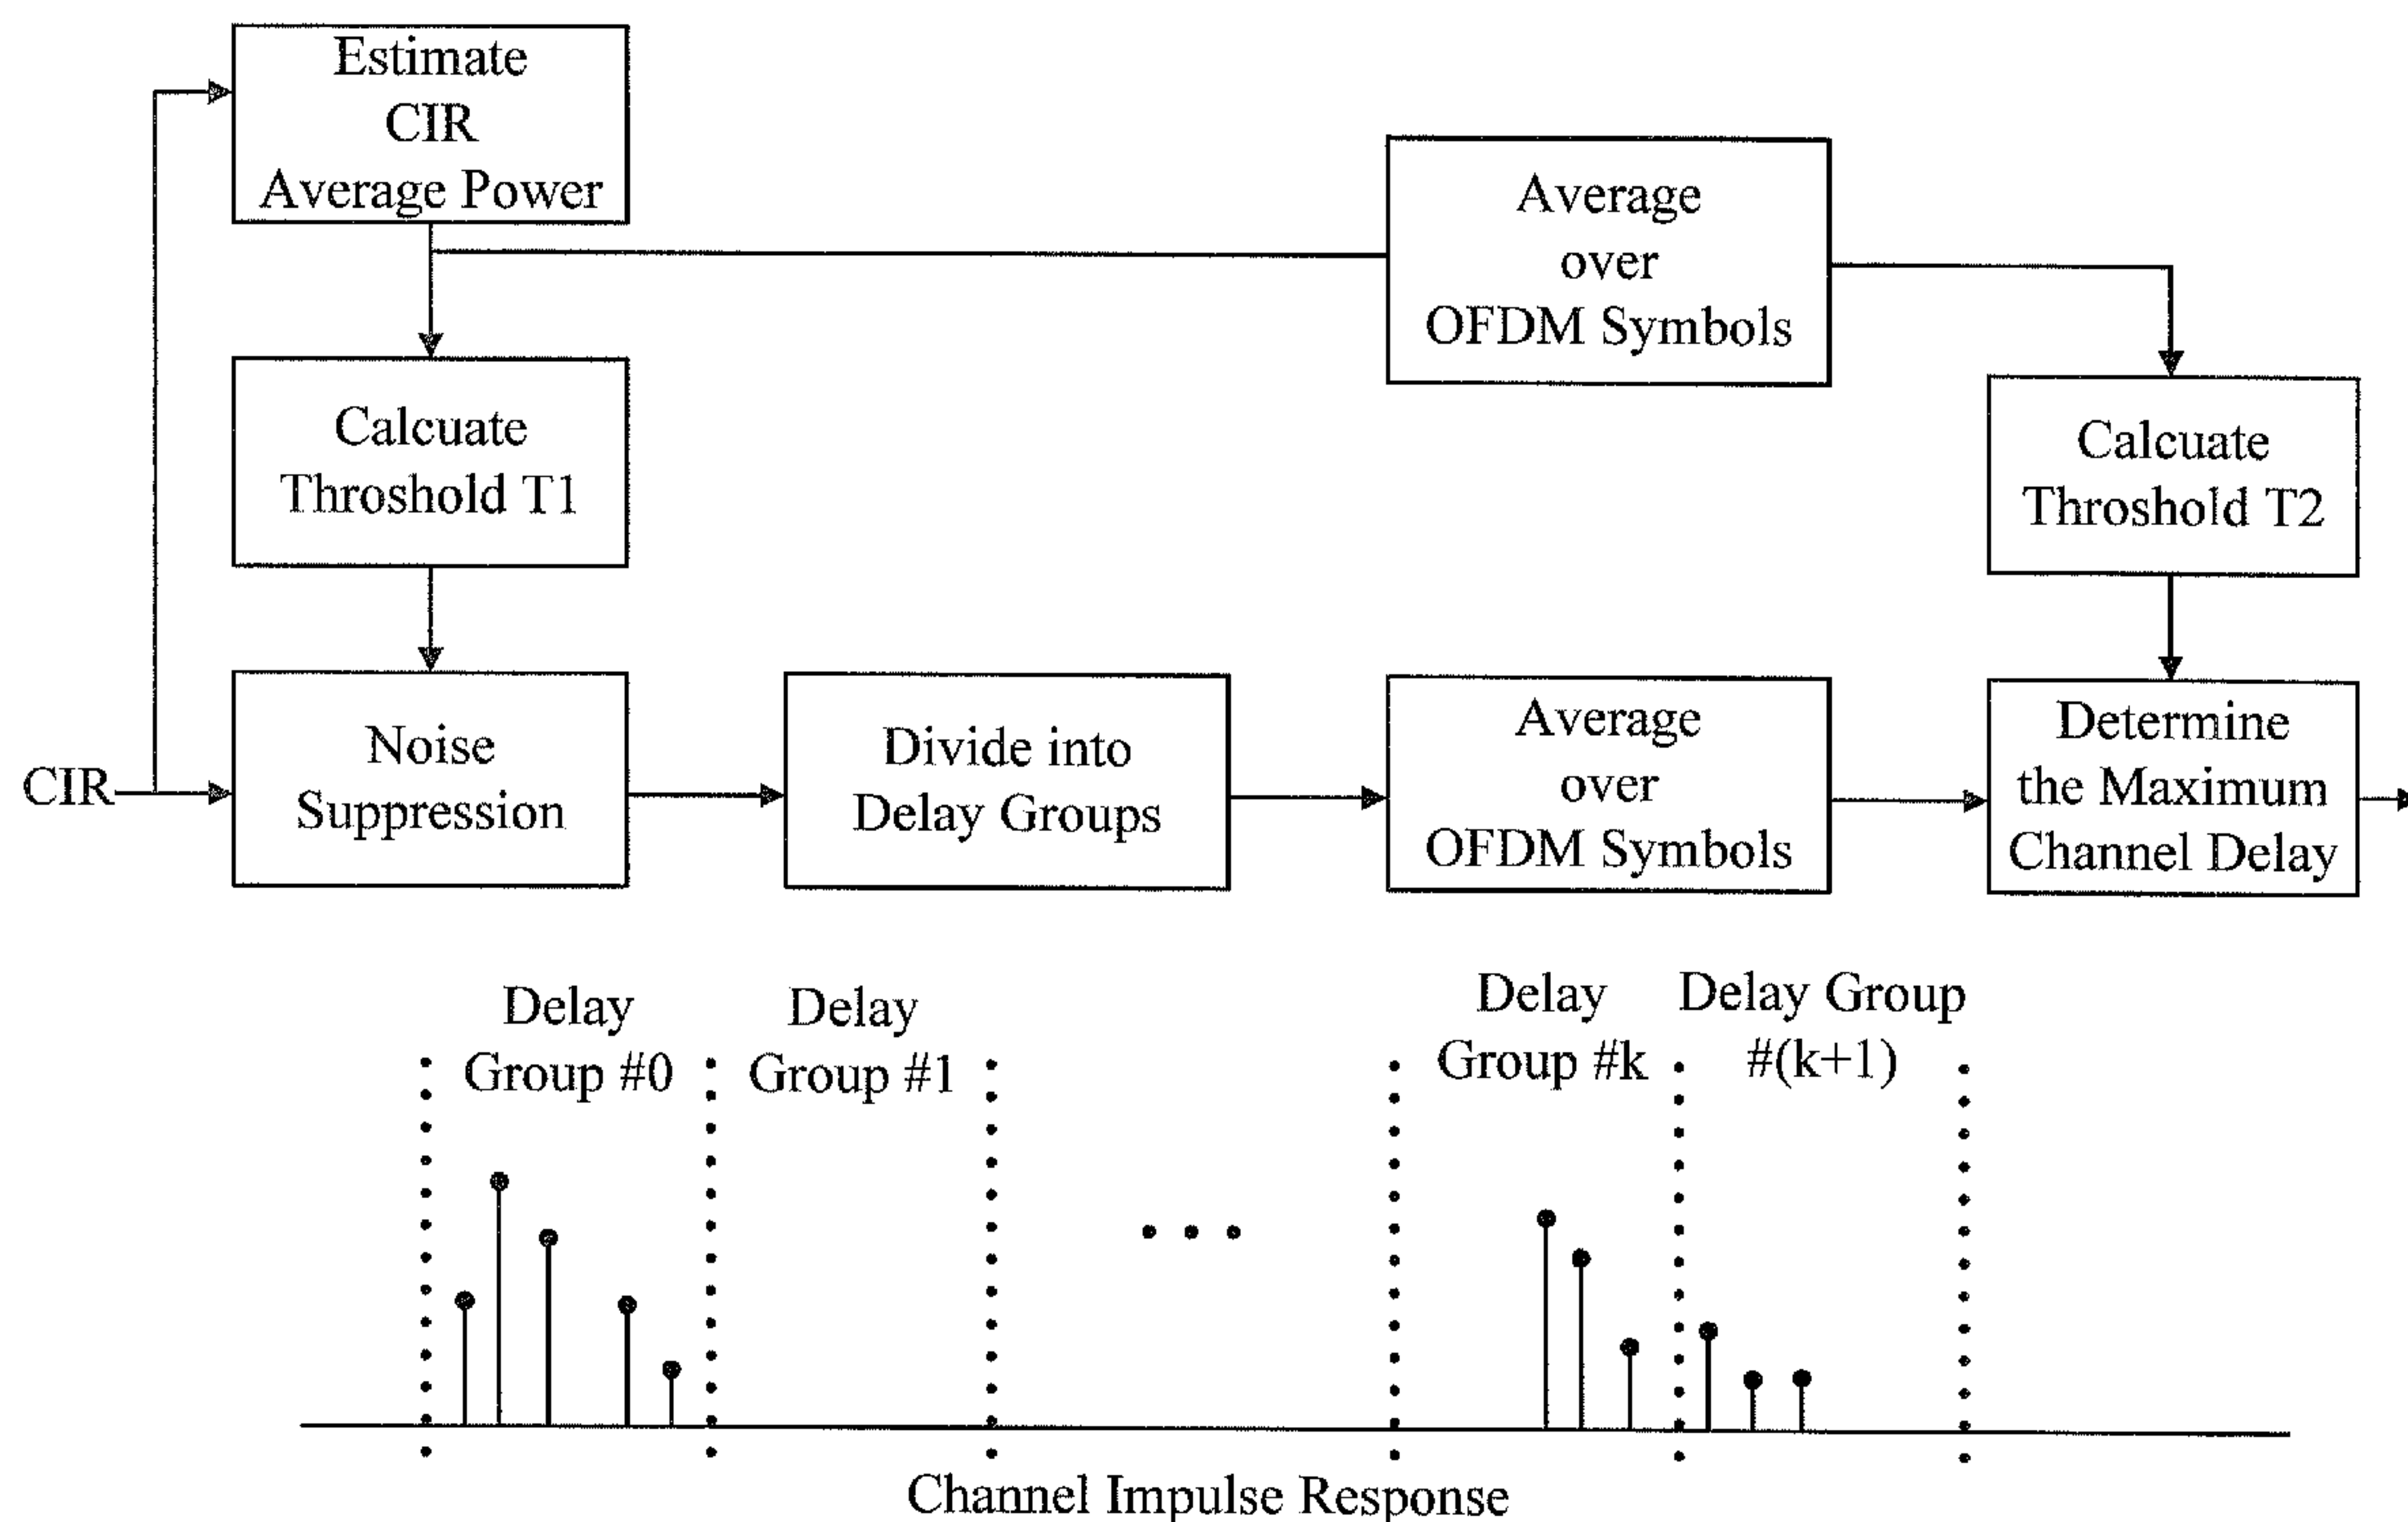 Estimate
CIR
Average Power
Average
over
OFDM Symbols
Calcuate
Throshold T1
Calcuate
Throshold T2
CIR
Noise
Suppression
Divide into
Delay Groups
Average
over
OFDM Symbols
Determine
the Maximum
Channel Delay
Delay
Group #0
Delay
Group #1
Delay
Group #k
Delay Group
#(k+1)
Channel Impulse Response